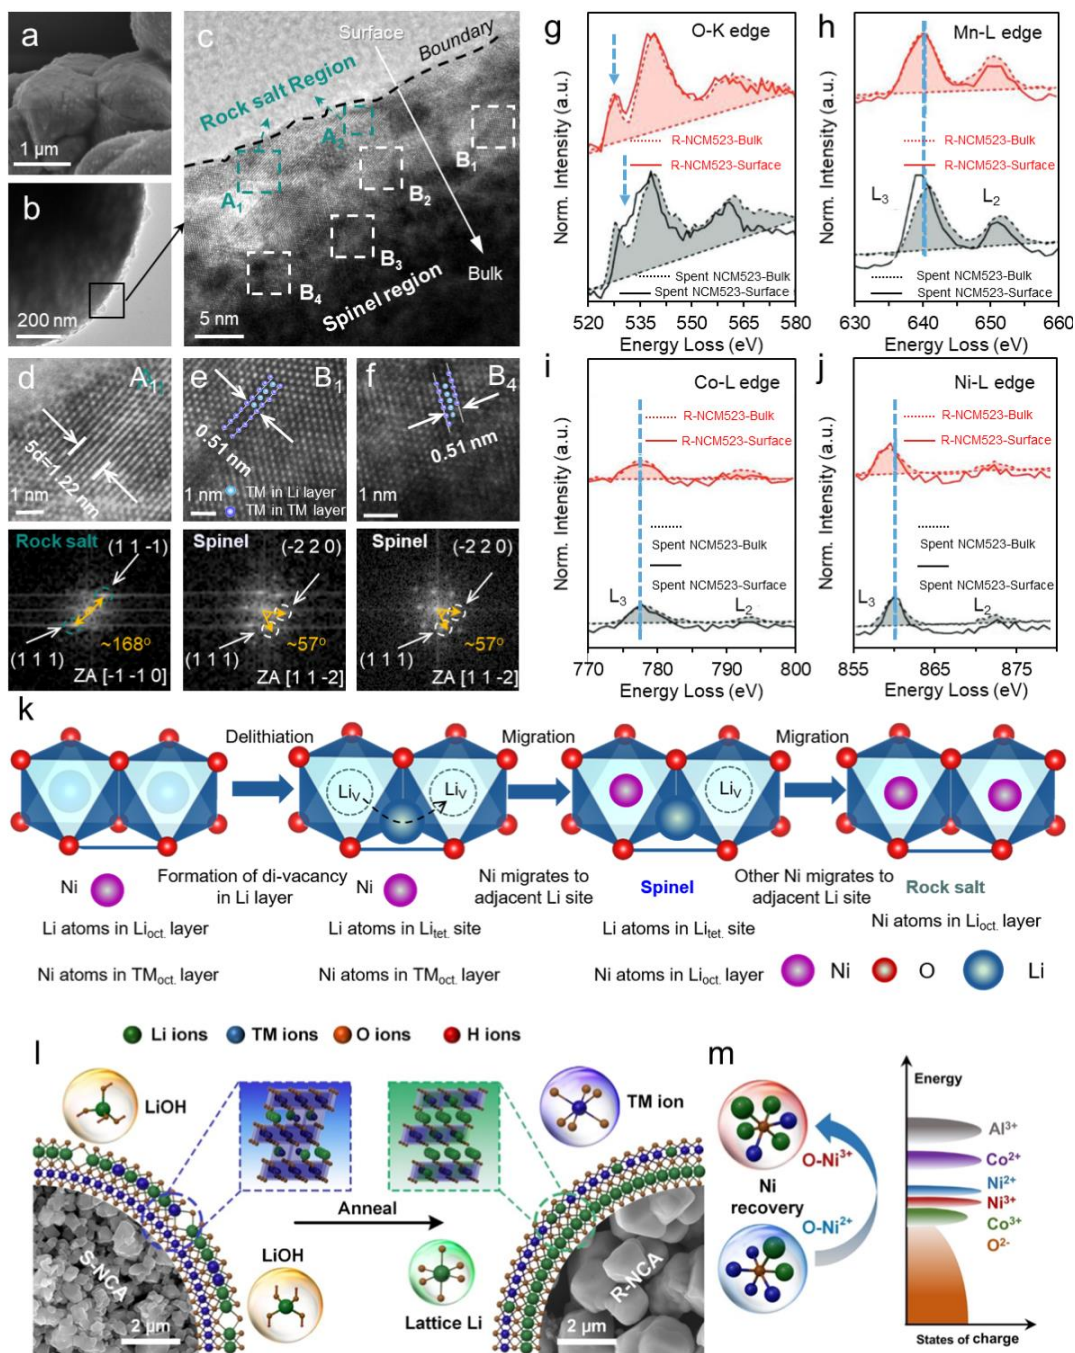 a
1 µm
b
200 nm
c
Surface
Boundary
Rock salt Region
A1
A2
B1
B2
B3
B4
Bulk
Spinel region
5 nm
d
A1
5d=1.22 nm
1 nm
e
B1
0.51 nm
1 nm
TM in Li layer
TM in TM layer
f
B4
0.51 nm
1 nm
Rock salt
(1 1 -1)
(1 1 1)
~168°
ZA [-1 -1 0]
Spinel
(-2 2 0)
(1 1 1)
~57°
ZA [1 1 -2]
Spinel
(-2 2 0)
(1 1 1)
~57°
ZA [1 1 -2]
g
O-K edge
Norm. Intensity (a.u.)
R-NCM523-Bulk
R-NCM523-Surface
Spent NCM523-Bulk
Spent NCM523-Surface
520 535 550 565 580
Energy Loss (eV)
h
Mn-L edge
Norm. Intensity (a.u.)
R-NCM523-Bulk
R-NCM523-Surface
L3
L2
Spent NCM523-Bulk
Spent NCM523-Surface
630 640 650 660
Energy Loss (eV)
i
Co-L edge
Norm. Intensity (a.u.)
R-NCM523-Bulk
R-NCM523-Surface
Spent NCM523-Bulk
Spent NCM523-Surface
L3
L2
770 780 790 800
Energy Loss (eV)
j
Ni-L edge
Norm. Intensity (a.u.)
R-NCM523-Bulk
R-NCM523-Surface
Spent NCM523-Bulk
Spent NCM523-Surface
L3
L2
855 865 875
Energy Loss (eV)
k
Delithiation
Migration
Migration
LiV
LiV
LiV
Ni
Formation of di-vacancy
in Li layer
Ni
Ni migrates to
adjacent Li site
Spinel
Other Ni migrates to
adjacent Li site
Rock salt
Li atoms in Lioct. layer
Li atoms in Litet. site
Li atoms in Litet. site
Ni atoms in Lioct. layer
Ni atoms in TMoct. layer
Ni atoms in TMoct. layer
Ni atoms in Lioct. layer
Ni
O
Li
Li ions
TM ions
O ions
H ions
l
LiOH
TM ion
Anneal
LiOH
Lattice Li
S-NCA
2 µm
R-NCA
2 µm
m
O-Ni3+
Ni
recovery
O-Ni2+
Energy
Al3+
Co2+
Ni2+
Ni3+
Co3+
O2-
States of charge